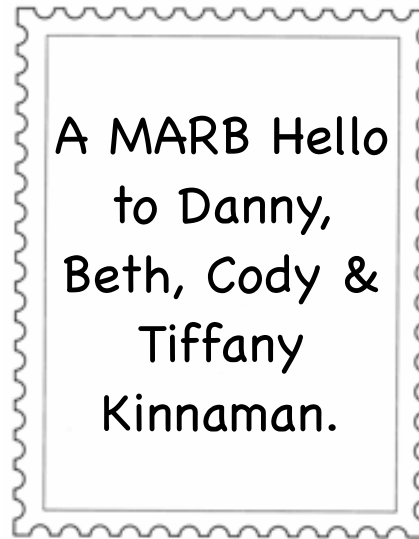 A MARB Hello
to Danny,
Beth, Cody &
Tiffany
Kinnaman.